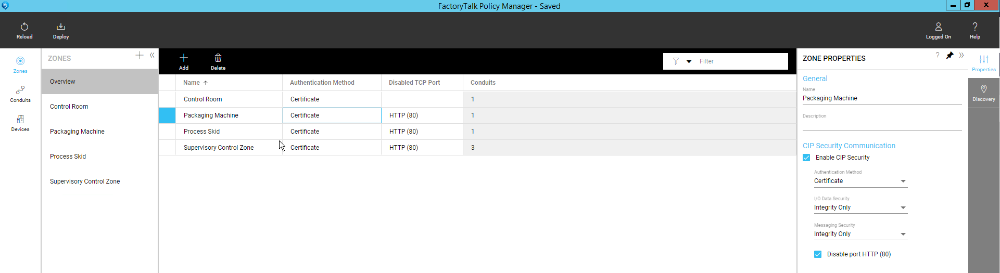 FactoryTalk Policy Manager - Saved
Reload
Deploy
Logged On
Help
Zones
Conduits
Devices
ZONES
Overview
Control Room
Packaging Machine
Process Skid
Supervisory Control Zone
Add
Delete
Filter
Name Authentication Method Disabled TCP Port Conduits
Control Room Certificate 1
Packaging Machine Certificate HTTP (80) 1
Process Skid Certificate HTTP (80) 1
Supervisory Control Zone Certificate HTTP (80) 3
ZONE PROPERTIES
?
General
Name
Packaging Machine
Description
CIP Security Communication
Enable CIP Security
Authentication Method
Certificate
I/O Data Security
Integrity Only
Messaging Security
Integrity Only
Disable port HTTP (80)
Properties
Discovery